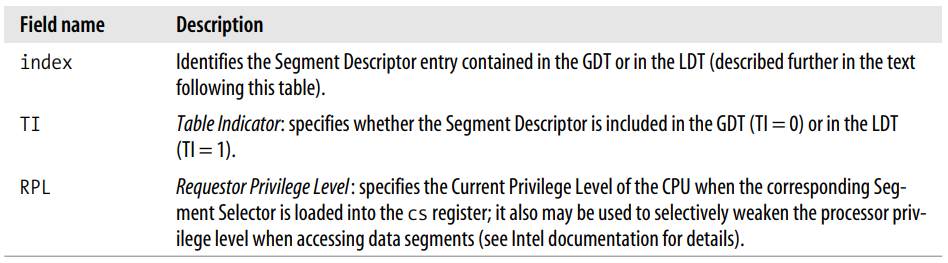 Field name Description
index Identifies the Segment Descriptor entry contained in the GDT or in the LDT (described further in the text
following this table).
TI Table Indicator: specifies whether the Segment Descriptor is included in the GDT (TI = 0) or in the LDT
(TI = 1).
RPL Requestor Privilege Level: specifies the Current Privilege Level of the CPU when the corresponding Seg-
ment Selector is loaded into the cs register; it also may be used to selectively weaken the processor priv-
ilege level when accessing data segments (see Intel documentation for details).